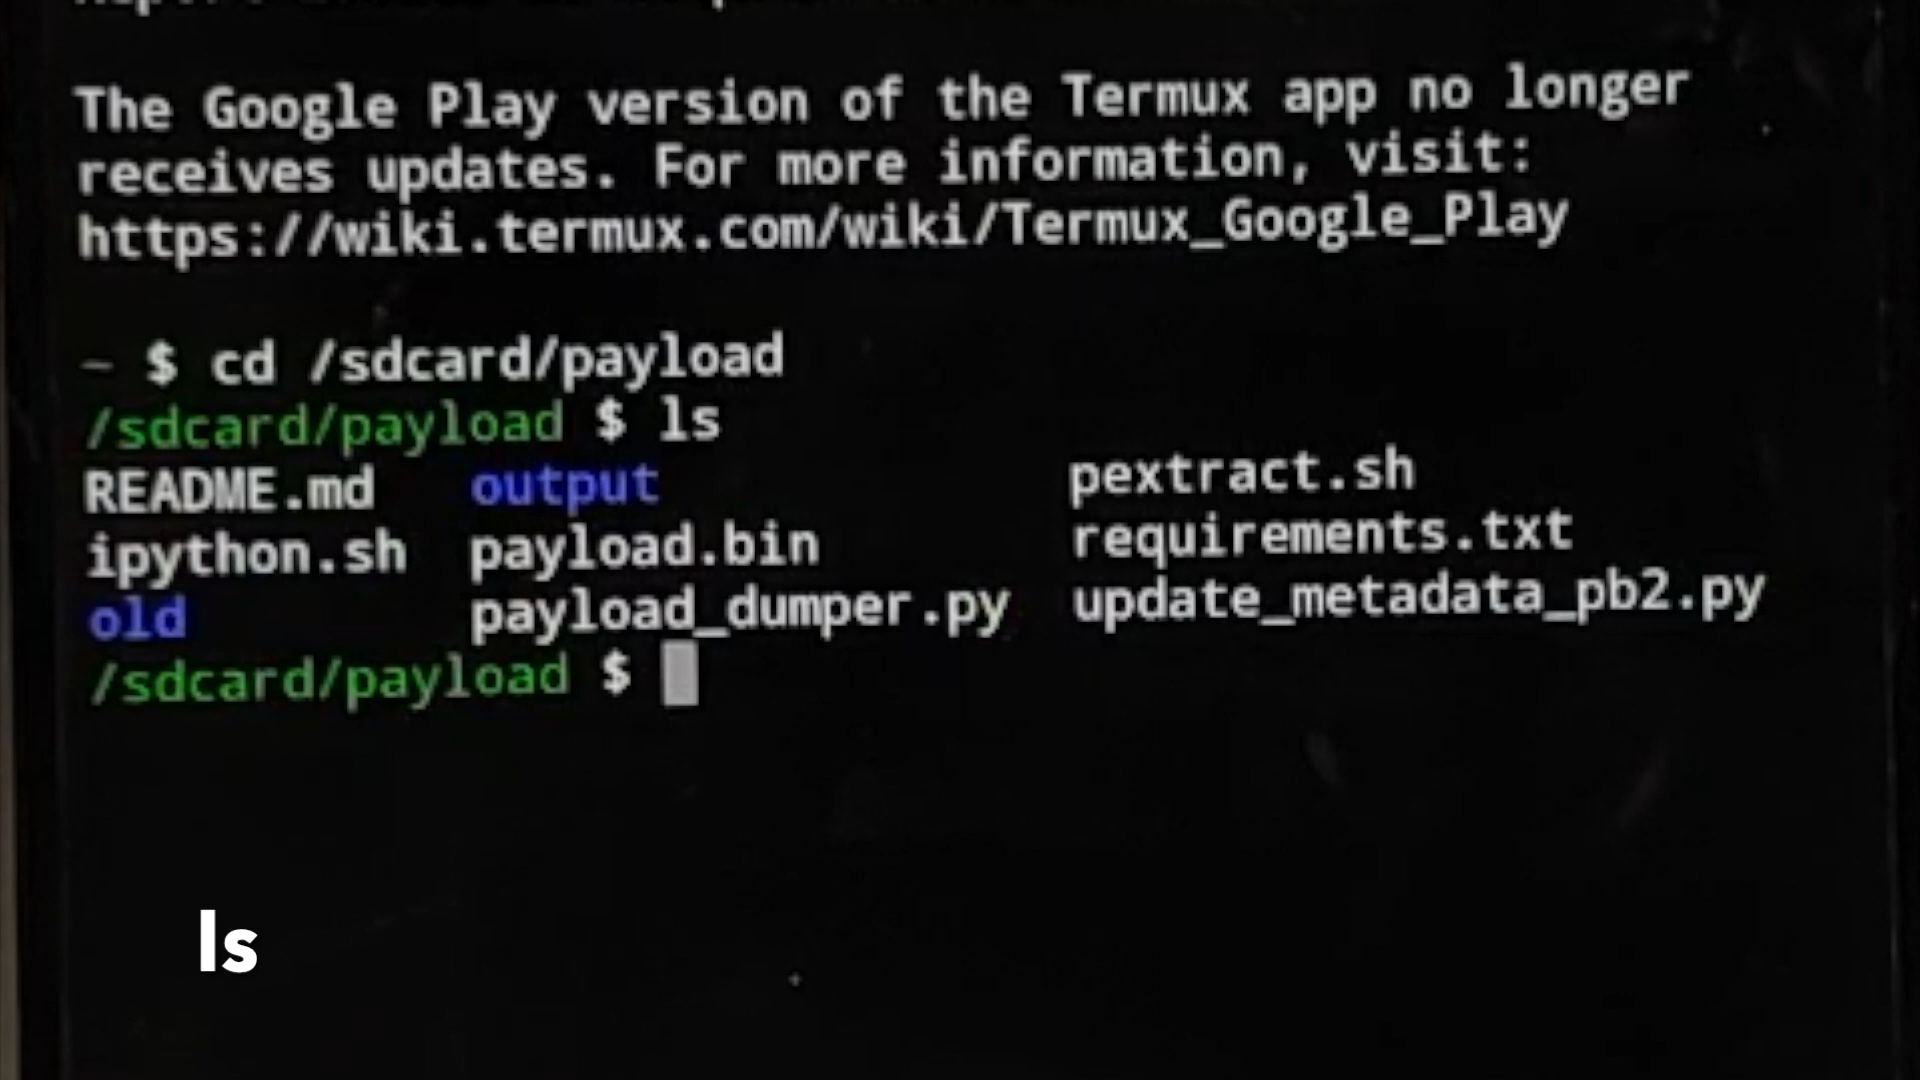 The Google Play version of the Termux app no longer
receives updates. For more information, visit:
https://wiki.termux.com/wiki/Termux_Google_Play
~ $ cd /sdcard/payload
/sdcard/payload $ ls
README.md output pextract.sh
ipython.sh payload.bin requirements.txt
old payload_dumper.py update_metadata_pb2.py
/sdcard/payload $
ls